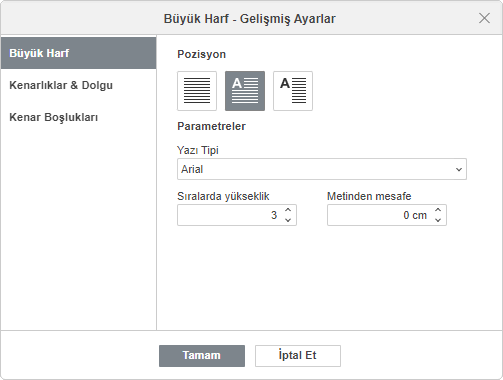 Büyük Harf - Gelişmiş Ayarlar
Büyük Harf
Kenarlıklar & Dolgu
Kenar Boşlukları
Pozisyon
A
A
Parametreler
Yazı Tipi
Arial
Sıralarda yükseklik
Metinden mesafe
3
0 cm
Tamam
İptal Et